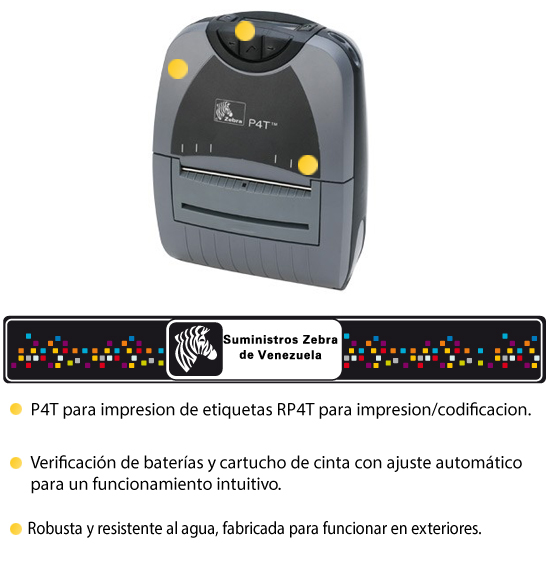 Zebra P4T™
Suministros Zebra
de Venezuela
P4T para impresion de etiquetas RP4T para impresion/codificacion.
Verificación de baterías y cartucho de cinta con ajuste automático
para un funcionamiento intuitivo.
Robusta y resistente al agua, fabricada para funcionar en exteriores.